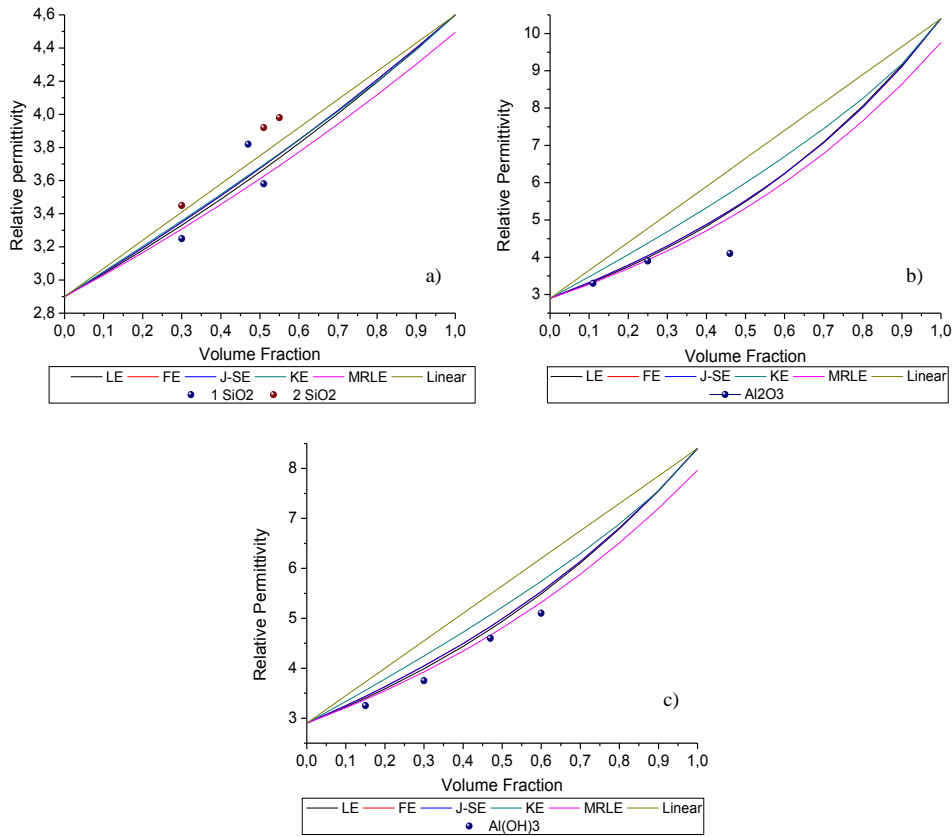 4,6
4,4
4,2
4,0
3,8
3,6
3,4
3,2
3,0
2,8
Relative permittivity
a)
0,0 0,1 0,2 0,3 0,4 0,5 0,6 0,7 0,8 0,9 1,0
Volume Fraction
LE FE J-SE KE MRLE Linear
1 SiO2 2 SiO2
10
9
8
7
6
5
4
3
Relative Permittivity
b)
0,0 0,1 0,2 0,3 0,4 0,5 0,6 0,7 0,8 0,9 1,0
Volume Fraction
LE FE J-SE KE MRLE Linear
Al2O3
8
7
6
5
4
3
Relative Permittivity
c)
0,0 0,1 0,2 0,3 0,4 0,5 0,6 0,7 0,8 0,9 1,0
Volume Fraction
LE FE J-SE KE MRLE Linear
Al(OH)3